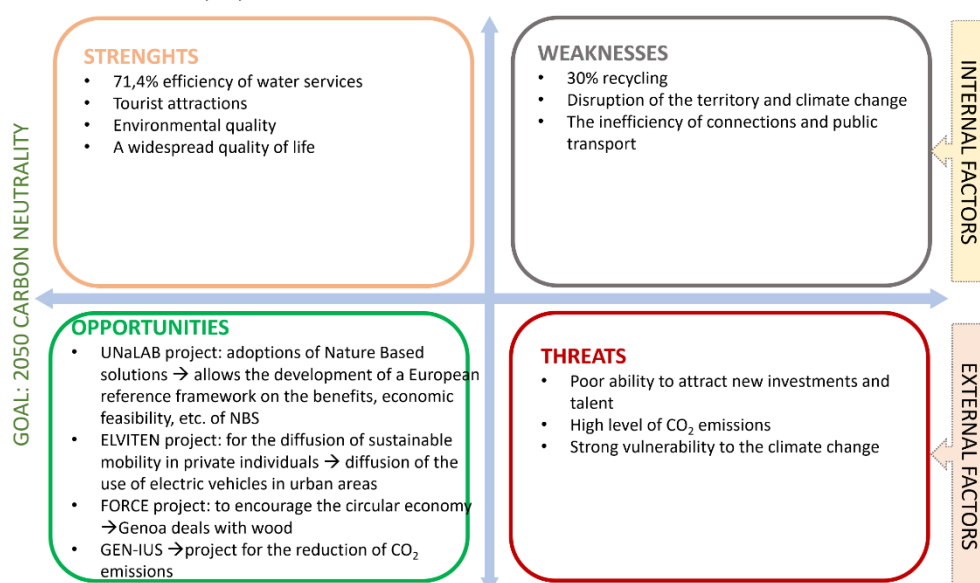 GOAL: 2050 CARBON NEUTRALITY
STRENGHTS
• 71,4% efficiency of water services
• Tourist attractions
• Environmental quality
• A widespread quality of life
WEAKNESSES
• 30% recycling
• Disruption of the territory and climate change
• The inefficiency of connections and public
transport
INTERNAL FACTORS
OPPORTUNITIES
• UNaLAB project: adoptions of Nature Based
solutions → allows the development of a European
reference framework on the benefits, economic
feasibility, etc. of NBS
• ELVITEN project: for the diffusion of sustainable
mobility in private individuals → diffusion of the
use of electric vehicles in urban areas
• FORCE project: to encourage the circular economy
→Genoa deals with wood
• GEN-IUS →project for the reduction of CO₂
emissions
THREATS
• Poor ability to attract new investments and
talent
• High level of CO₂ emissions
• Strong vulnerability to the climate change
EXTERNAL FACTORS